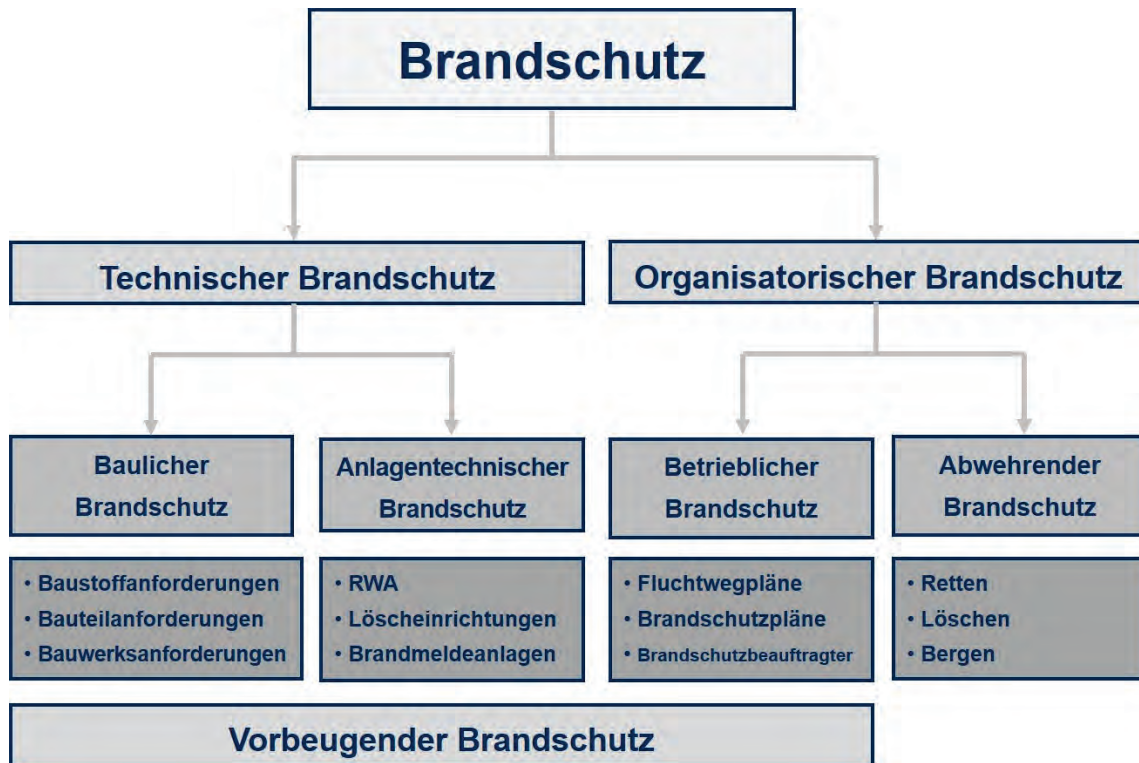 Brandschutz
Technischer Brandschutz
Organisatorischer Brandschutz
Baulicher
Brandschutz
Anlagentechnischer
Brandschutz
Betrieblicher
Brandschutz
Abwehrender
Brandschutz
• Baustoffanforderungen
• Bauteilanforderungen
• Bauwerksanforderungen
• RWA
• Löscheinrichtungen
• Brandmeldeanlagen
• Fluchtwegpläne
• Brandschutzpläne
• Brandschutzbeauftragter
• Retten
• Löschen
• Bergen
Vorbeugender Brandschutz